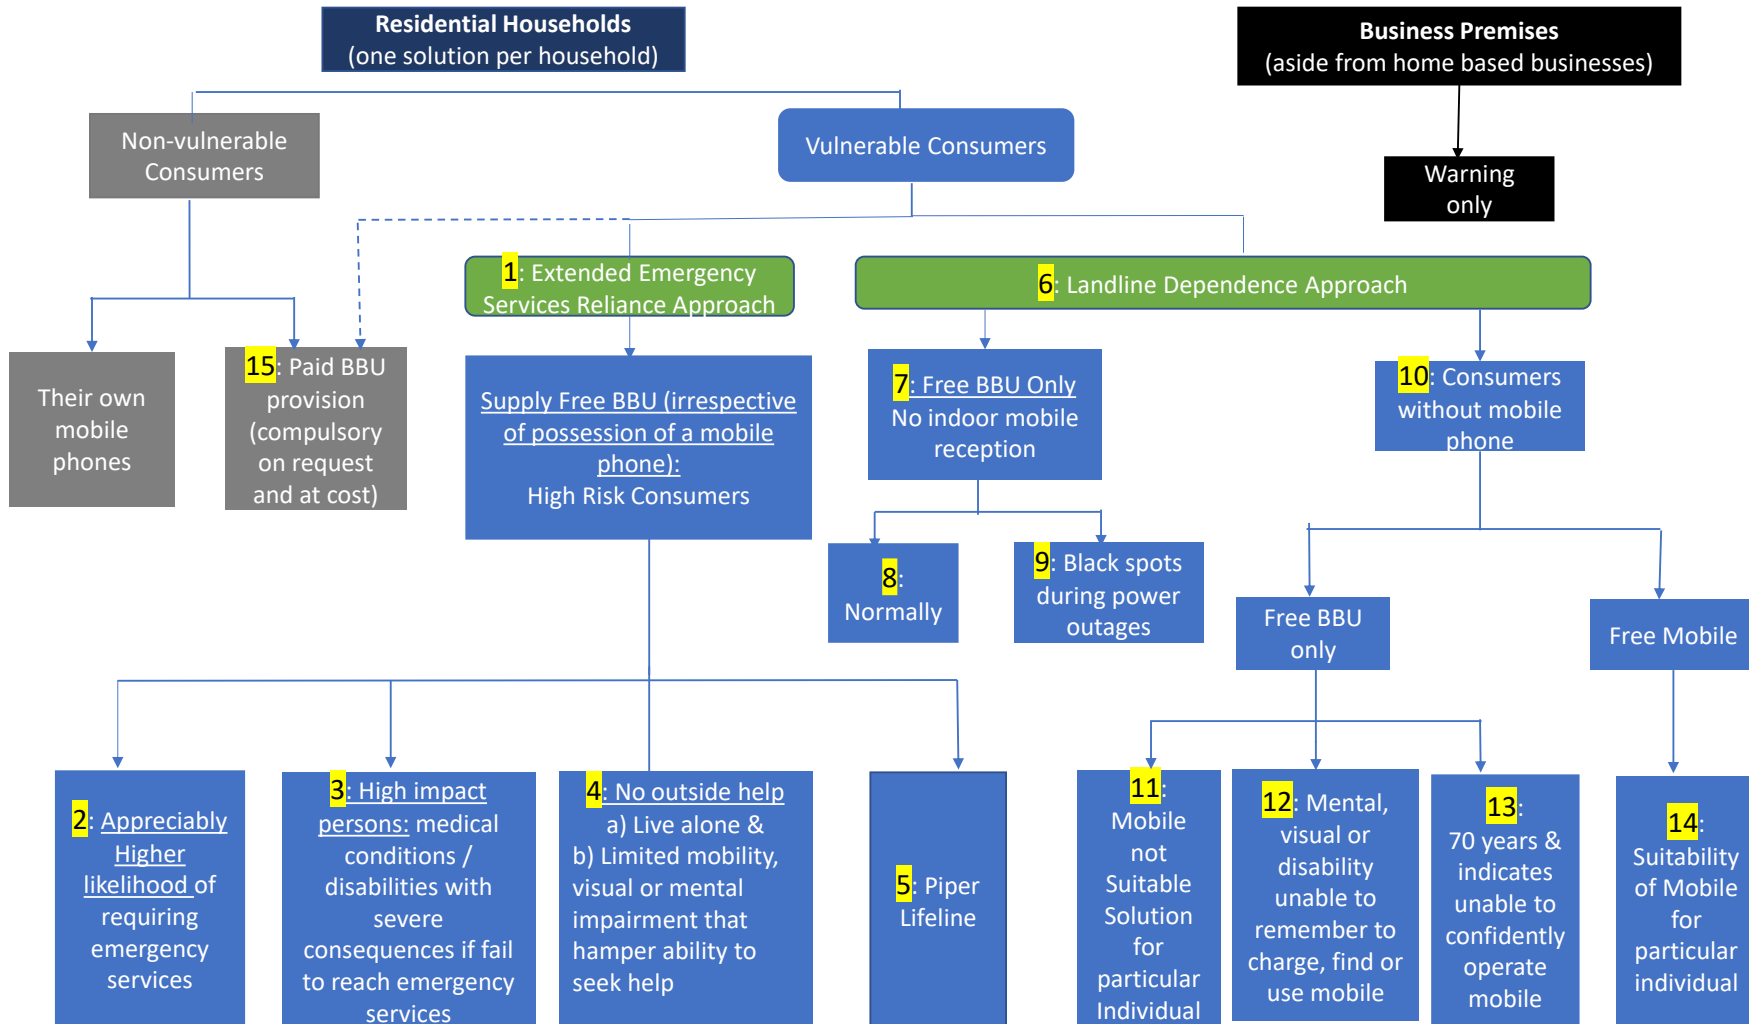 Residential Households
(one solution per household)
Business Premises
(aside from home based businesses)
Non-vulnerable
Consumers
Vulnerable Consumers
Warning
only
1: Extended Emergency
Services Reliance Approach
6: Landline Dependence Approach
Their own
mobile
phones
15: Paid BBU
provision
(compulsory
on request
and at cost)
Supply Free BBU (irrespective
of possession of a mobile
phone):
High Risk Consumers
7: Free BBU Only
No indoor mobile
reception
10: Consumers
without mobile
phone
8:
Normally
9: Black spots
during power
outages
Free BBU
only
Free Mobile
2: Appreciably
Higher
likelihood of
requiring
emergency
services
3: High impact
persons: medical
conditions /
disabilities with
severe
consequences if fail
to reach emergency
services
4: No outside help
a) Live alone &
b) Limited mobility,
visual or mental
impairment that
hamper ability to
seek help
5: Piper
Lifeline
11:
Mobile
not
Suitable
Solution
for
particular
Individual
12: Mental,
visual or
disability
unable to
remember to
charge, find or
use mobile
13:
70 years &
indicates
unable to
confidently
operate
mobile
14:
Suitability
of Mobile
for
particular
individual